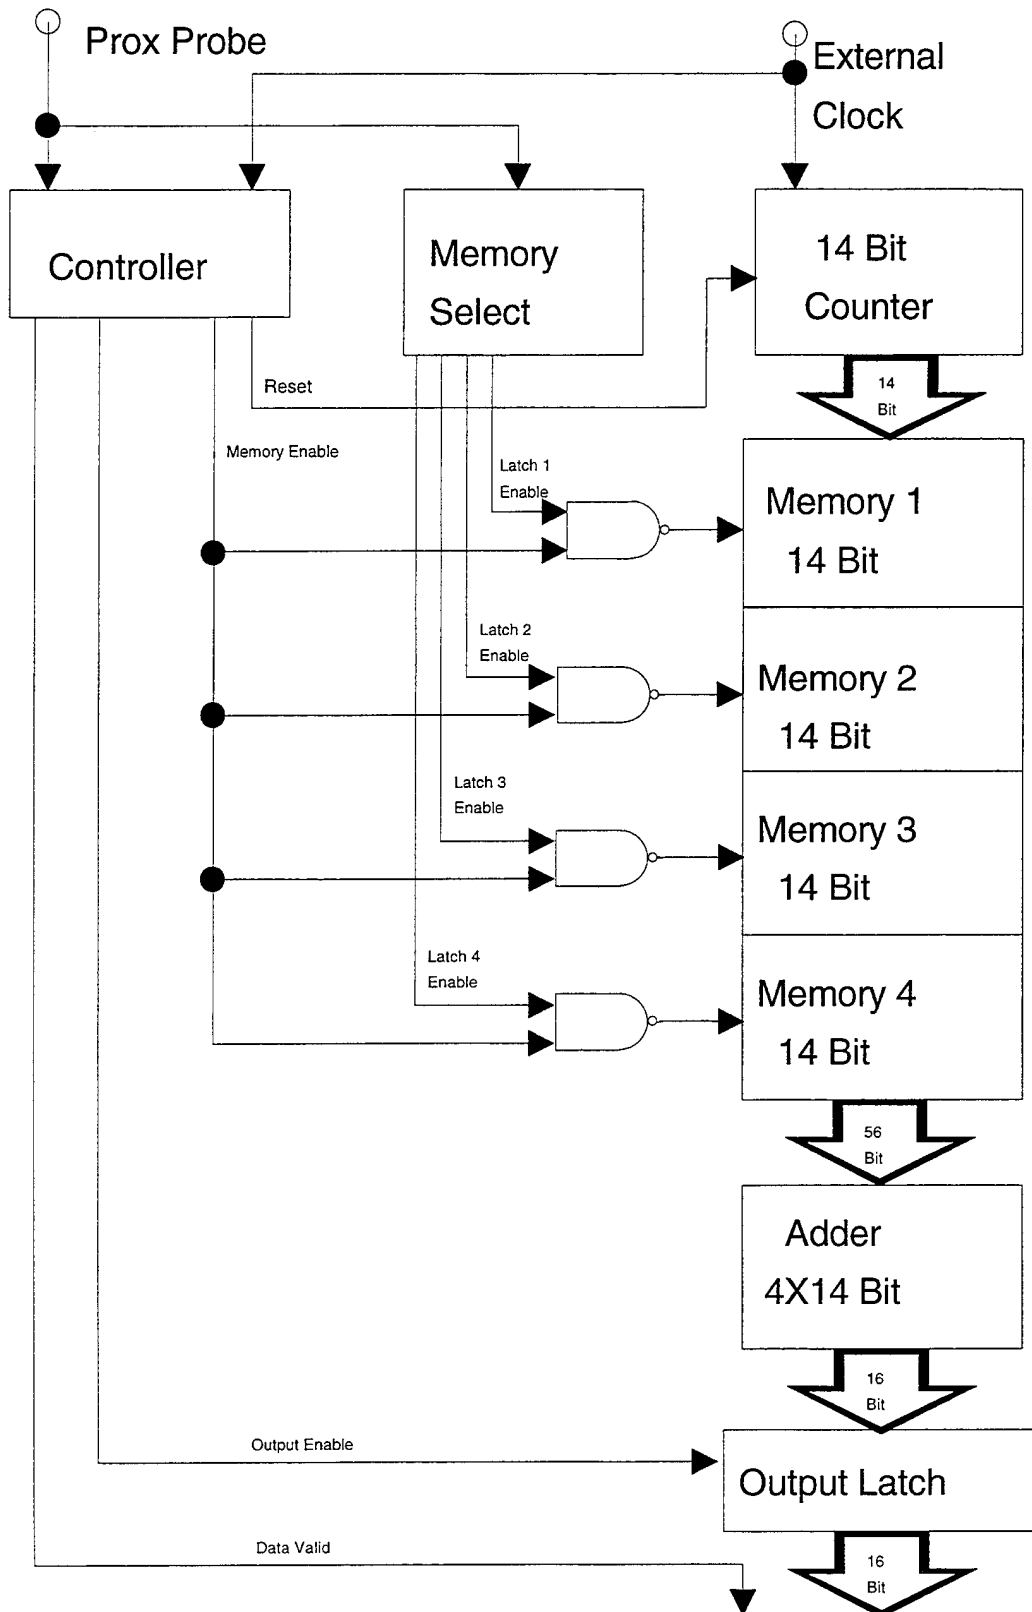 Prox Probe
External
Clock
Controller
Memory
Select
14 Bit
Counter
Reset
14
Bit
Memory Enable
Latch 1
Enable
Memory 1
14 Bit
Latch 2
Enable
Memory 2
14 Bit
Latch 3
Enable
Memory 3
14 Bit
Latch 4
Enable
Memory 4
14 Bit
56
Bit
Adder
4X14 Bit
16
Bit
Output Enable
Output Latch
Data Valid
16
Bit